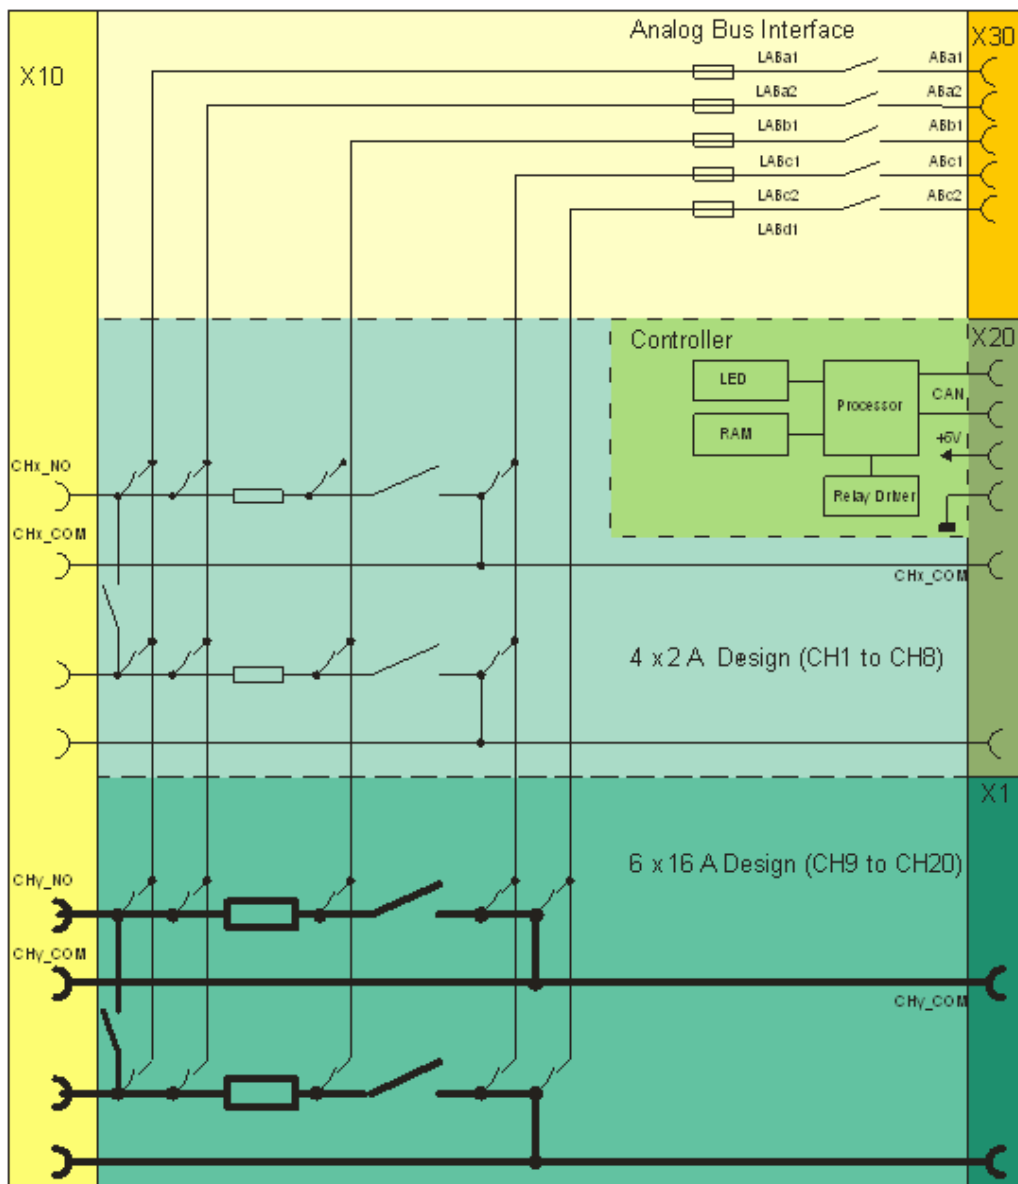 Analog Bus Interface
X30
X10
LABa1
ABa1
LABa2
ABa2
LABb1
ABb1
LABc1
ABc1
LABc2
ABc2
LABd1
Controller
X20
LED
Processor
CAN
RAM
+5V
Relay Driver
CHx_NO
CHx_COM
CHx_COM
4 x 2 A Design (CH1 to CH8)
X1
6 x 16 A Design (CH9 to CH20)
CHy_NO
CHy_COM
CHy_COM